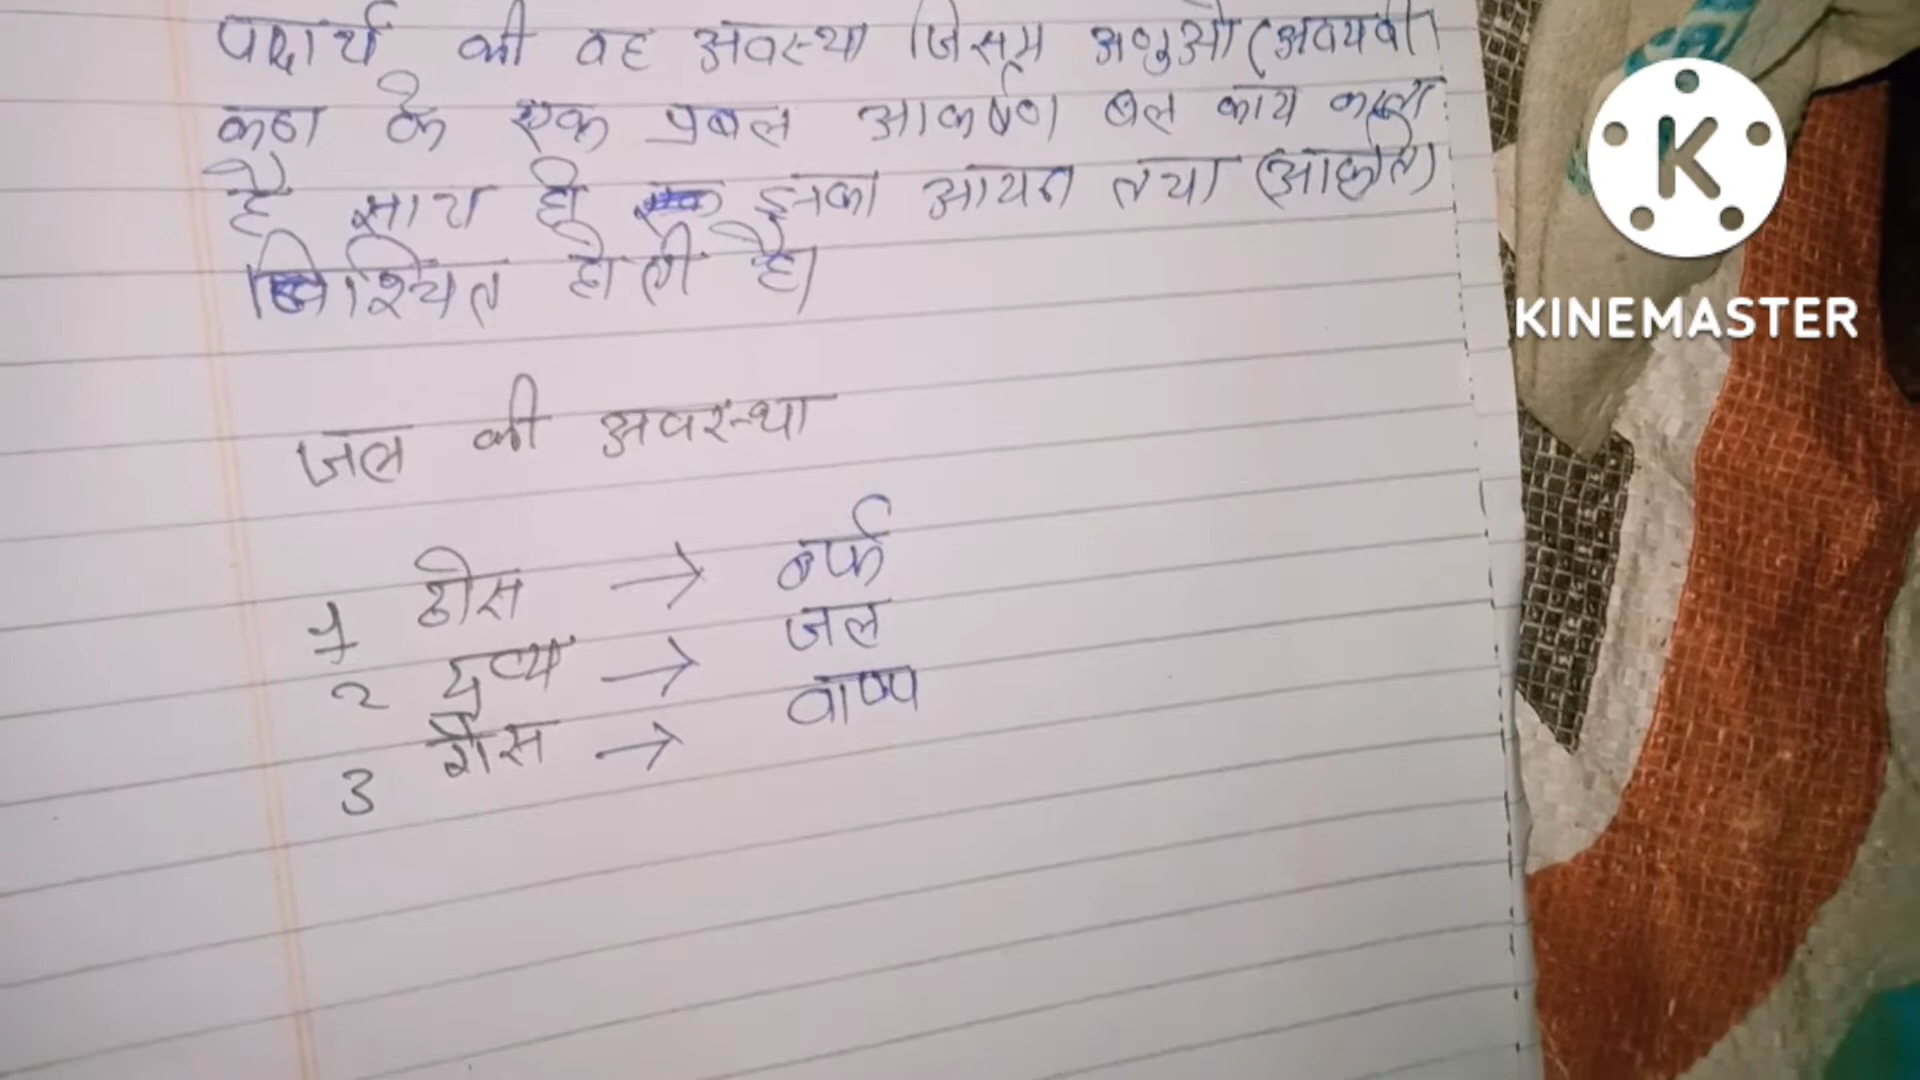 पदार्थ की वह अवस्था जिसमे अणुओ (अवयवी
कणा के एक प्रबल आकर्षण बल कार्य करता
है साथ ही इनका आयतन तथा (आकृति)
निश्चित होती है।
जल की अवस्था
1 ठोस → बर्फ
2 द्रव्य → जल
3 गैस → वाष्प
KINEMASTER